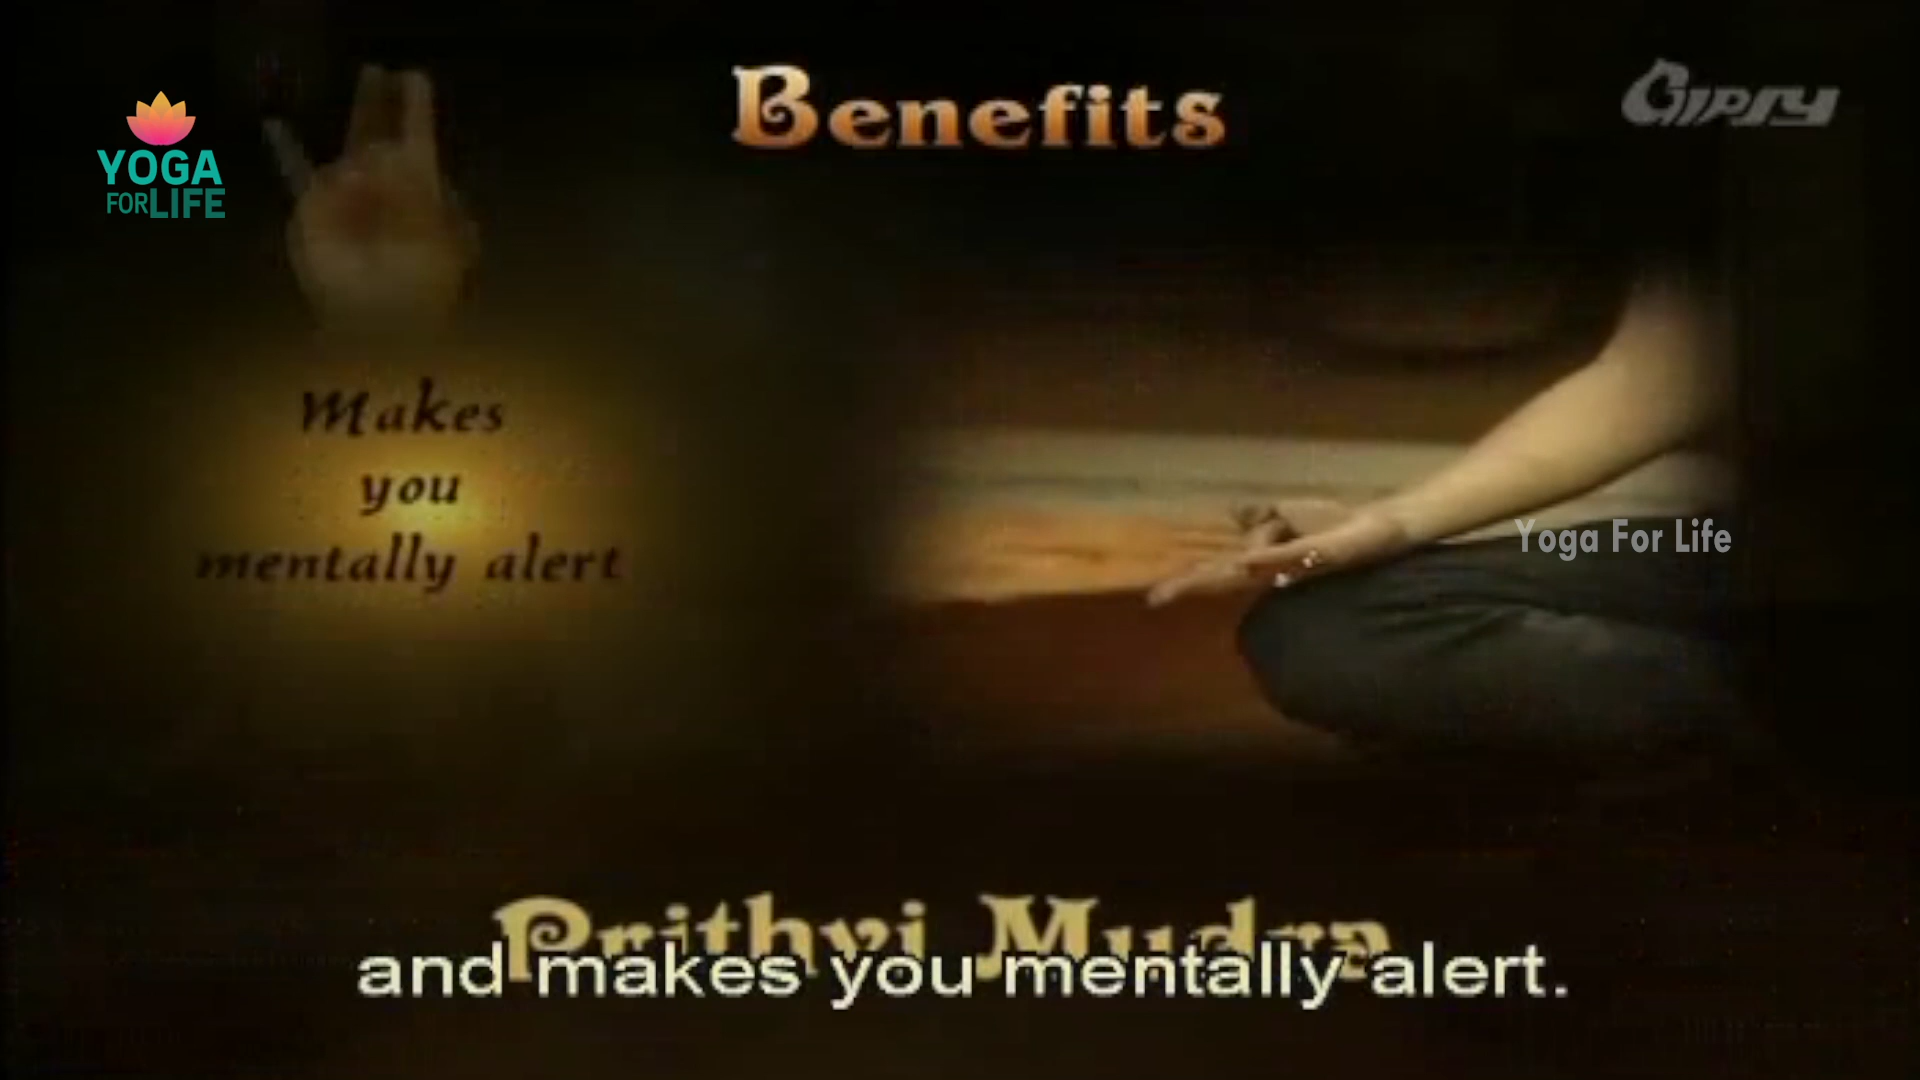 Benefits
GIPSY
YOGA
FOR LIFE
Makes
you
mentally alert
Yoga For Life
Prithvi Mudra
and makes you mentally alert.